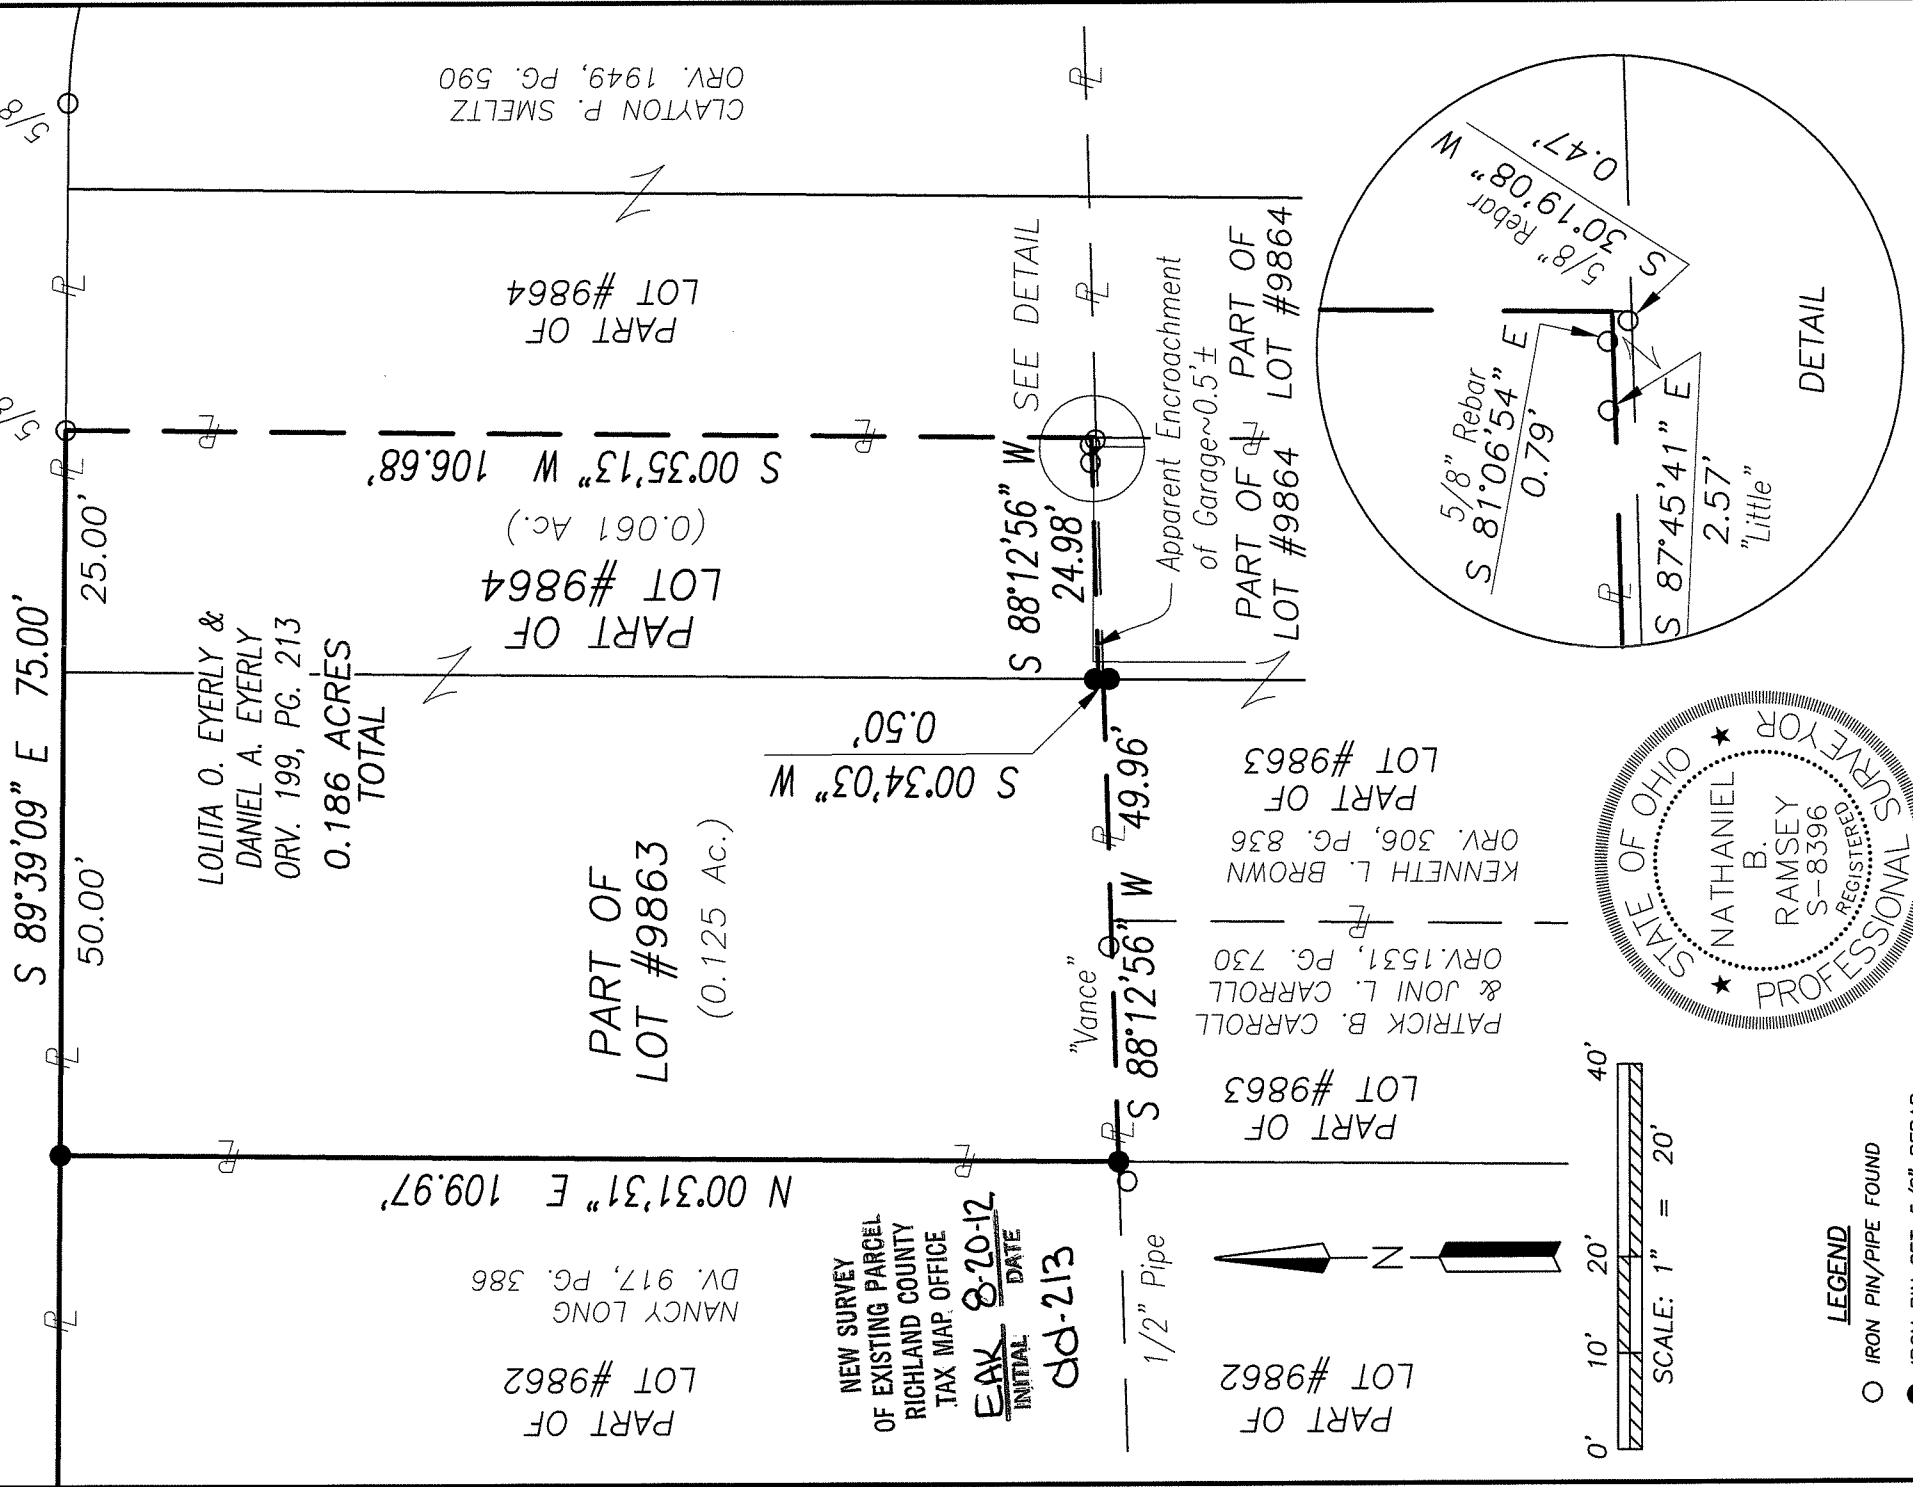 S 89°39'09" E 75.00'
50.00'
25.00'
5/8
5/8
LOLITA O. EYERLY &
DANIEL A. EYERLY
ORV. 199, PG. 213
0.186 ACRES
TOTAL
NANCY LONG
DV. 917, PG. 386
PART OF
LOT #9862
N 00°31'31" E 109.97'
PART OF
LOT #9863
(0.125 Ac.)
PART OF
LOT #9864
(0.061 Ac.)
S 00°35'13" W 106.68'
PART OF
LOT #9864
CLAYTON P. SMELTZ
ORV. 1949, PG. 590
NEW SURVEY
OF EXISTING PARCEL
RICHLAND COUNTY
TAX MAP OFFICE
EAK 8-20-12
INITIAL DATE
dd-213
S 00°34'03" W
0.50'
S 88°12'56" W
24.98'
SEE DETAIL
"Vance"
S 88°12'56" W 49.96'
1/2" Pipe
Apparent Encroachment
of Garage~0.5'±
PART OF
LOT #9862
PART OF
LOT #9863
PATRICK B. CARROLL
& JONI L. CARROLL
ORV.1531, PG. 730
KENNETH L. BROWN
ORV. 306, PG. 836
PART OF
LOT #9863
PART OF
LOT #9864
PART OF
LOT #9864
N
5/8" Rebar
S 81°06'54" E
0.79'
5/8" Rebar
S 30°19'08" W
0.47'
S 87°45'41" E
2.57'
"Little"
DETAIL
0' 10' 20' 40'
SCALE: 1" = 20'
STATE OF OHIO
NATHANIEL
B.
RAMSEY
S-8396
REGISTERED
PROFESSIONAL SURVEYOR
LEGEND
IRON PIN/PIPE FOUND